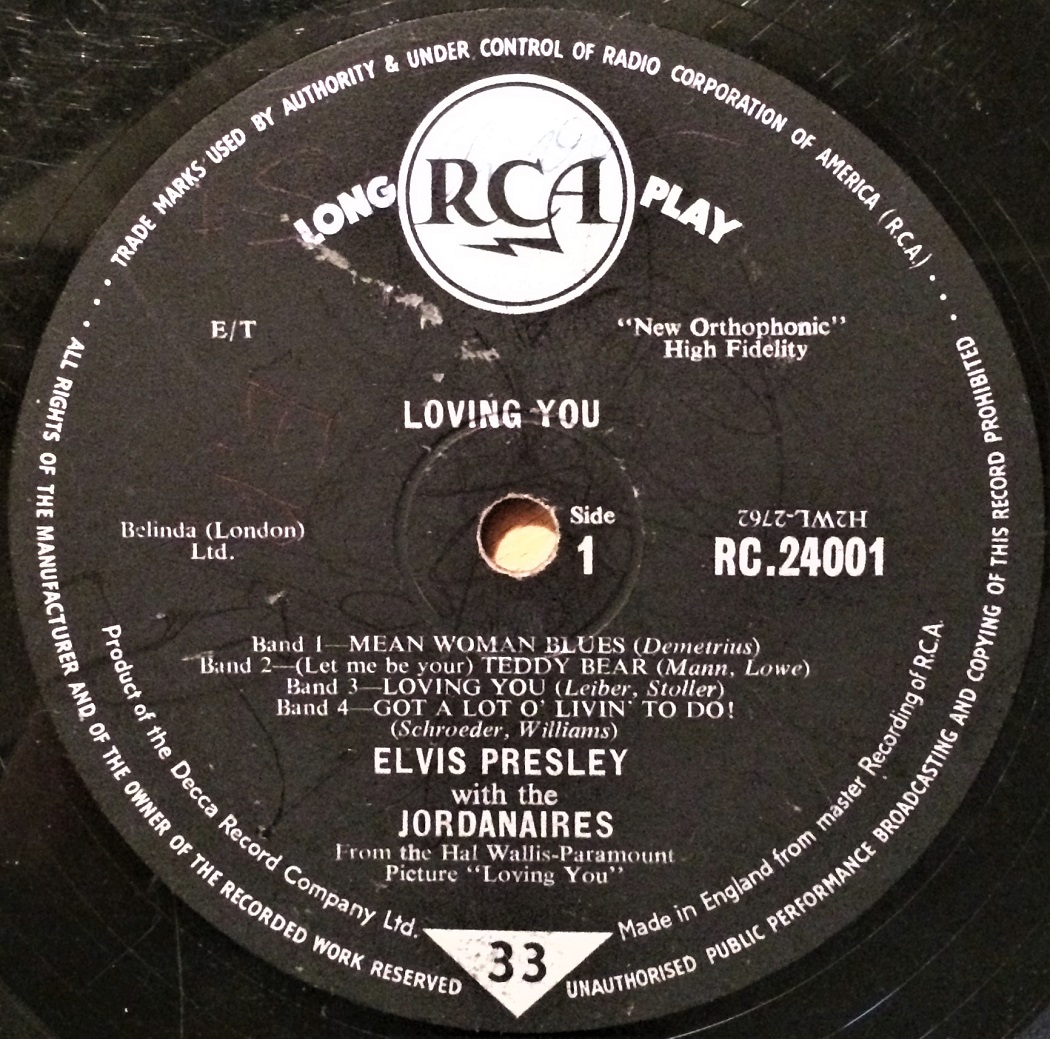 TRADE MARKS USED BY AUTHORITY & UNDER CONTROL OF RADIO CORPORATION OF AMERICA (R.C.A.)
LONG RCA PLAY
E/T
"New Orthophonic"
High Fidelity
LOVING YOU
Belinda (London)
Ltd.
Side
1
H2WL-2762
RC.24001
Band 1—MEAN WOMAN BLUES (Demetrius)
Band 2—(Let me be your) TEDDY BEAR (Mann, Lowe)
Band 3—LOVING YOU (Leiber, Stoller)
Band 4—GOT A LOT O' LIVIN' TO DO!
(Schroeder, Williams)
ELVIS PRESLEY
with the
JORDANAIRES
From the Hal Wallis-Paramount
Picture "Loving You"
Product of the Decca Record Company Ltd.
Made in England from master Recording of R.C.A.
33
ALL RIGHTS OF THE MANUFACTURER AND OF THE OWNER OF THE RECORDED WORK RESERVED
UNAUTHORISED PUBLIC PERFORMANCE BROADCASTING AND COPYING OF THIS RECORD PROHIBITED